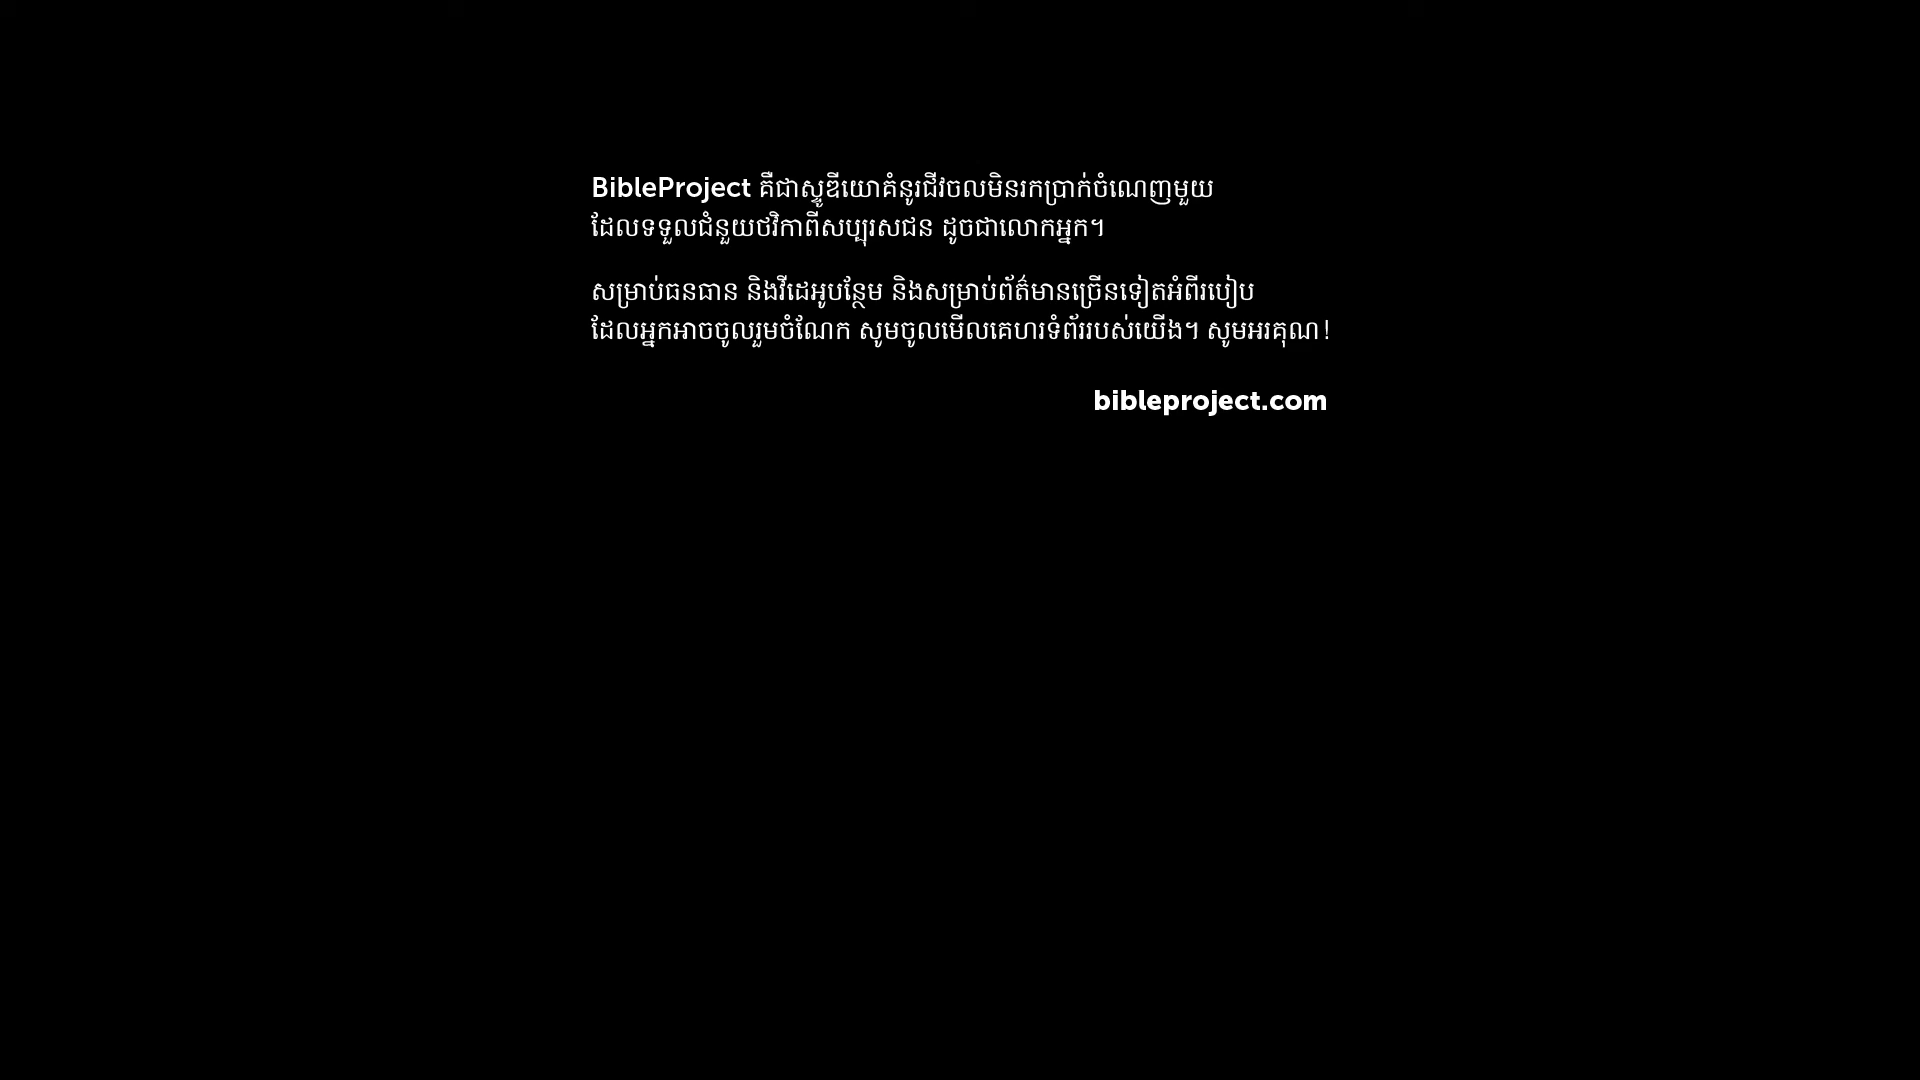 BibleProject គឺជាស្ទូឌីយោគំនូរជីវចលមិនរកប្រាក់ចំណេញមួយ
ដែលទទួលជំនួយថវិកាពីសប្បុរសជន ដូចជាលោកអ្នក។
សម្រាប់ធនធាន និងវីដេអូបន្ថែម និងសម្រាប់ព័ត៌មានច្រើនទៀតអំពីរបៀប
ដែលអ្នកអាចចូលរួមចំណែក សូមចូលមើលគេហរទំព័ររបស់យើង។ សូមអរគុណ!
bibleproject.com